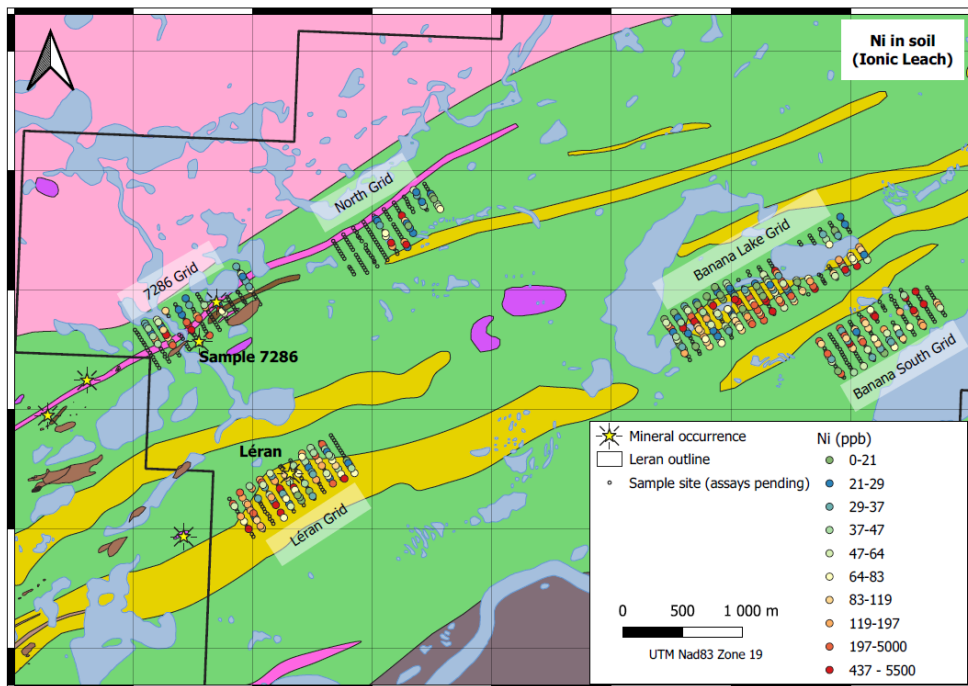 Ni in soil
(Ionic Leach)
North Grid
7286 Grid
Banana Lake Grid
Sample 7286
Banana South Grid
Léran
Léran Grid
Mineral occurrence
Leran outline
Sample site (assays pending)
Ni (ppb)
0-21
21-29
29-37
37-47
47-64
64-83
83-119
119-197
197-5000
437 - 5500
0 500 1 000 m
UTM Nad83 Zone 19